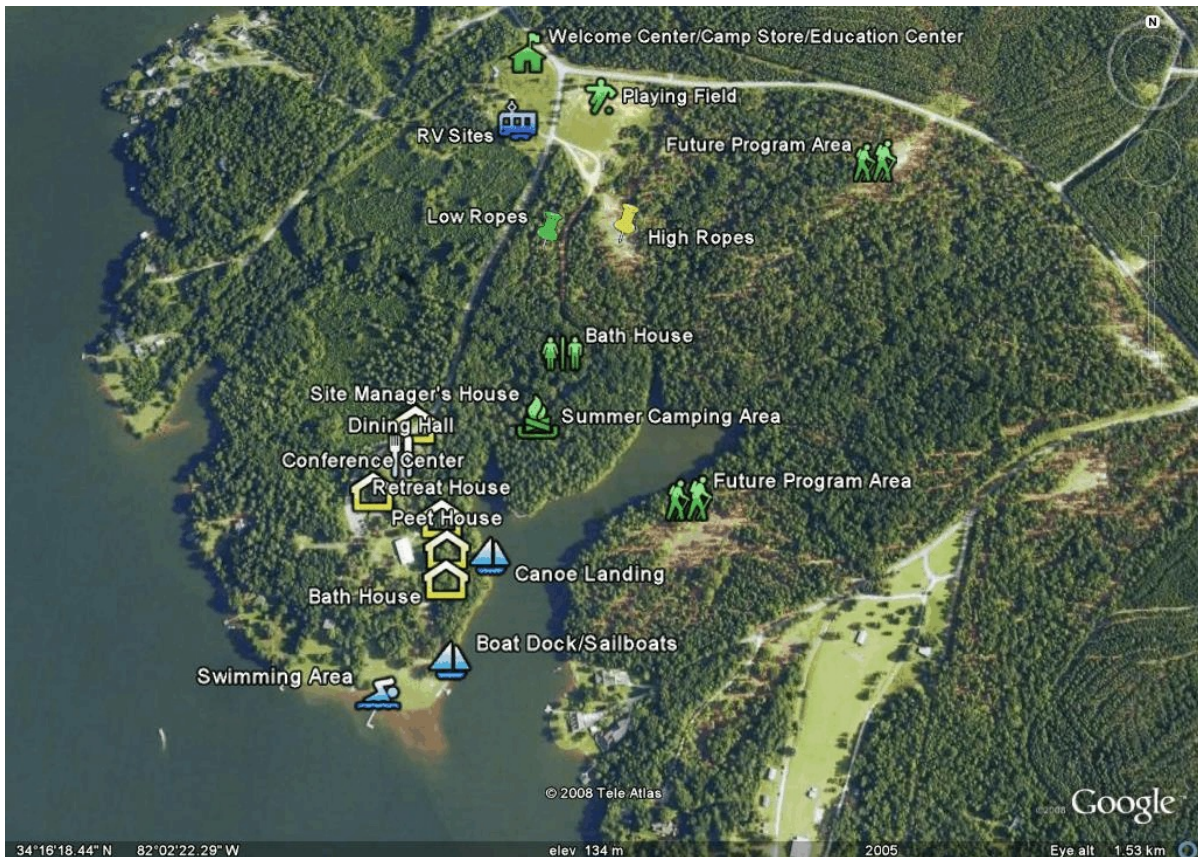 N
Welcome Center/Camp Store/Education Center
Playing Field
RV Sites
Future Program Area
Low Ropes
High Ropes
Bath House
Site Manager's House
Summer Camping Area
Dining Hall
Conference Center
Retreat House
Future Program Area
Peet House
Canoe Landing
Bath House
Boat Dock/Sailboats
Swimming Area
© 2008 Tele Atlas
©2008 Google
34°16'18.44" N 82°02'22.29" W elev 134 m 2005 Eye alt 1.53 km